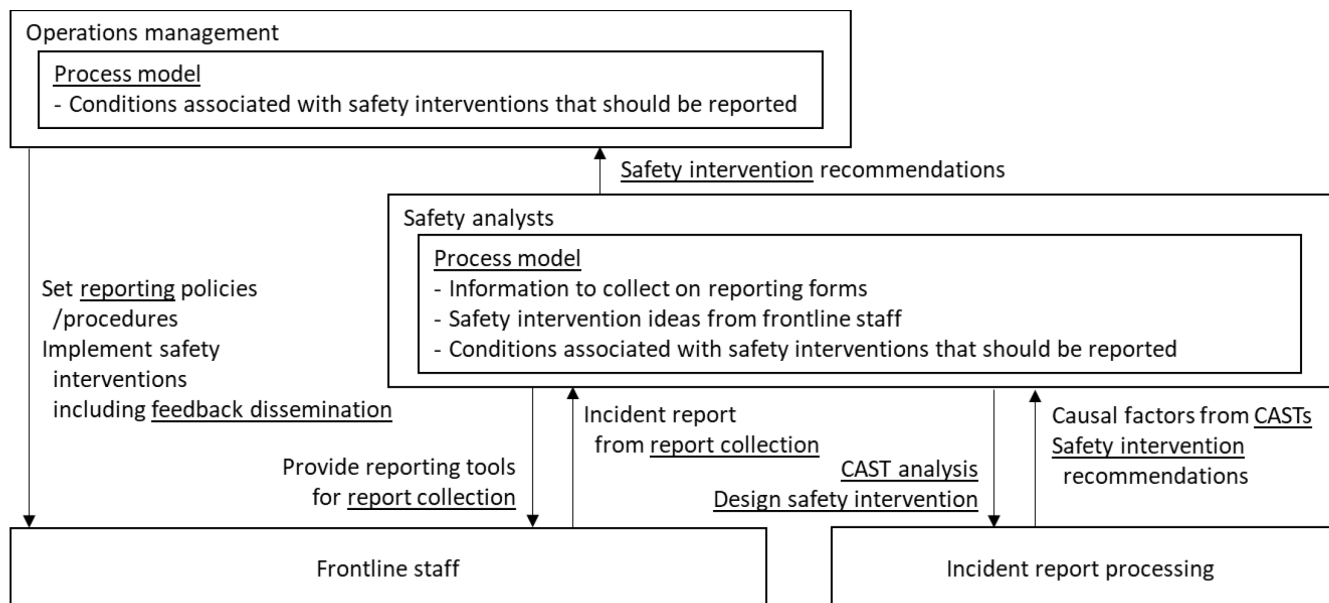 Operations management
Process model
- Conditions associated with safety interventions that should be reported
Safety intervention recommendations
Safety analysts
Process model
- Information to collect on reporting forms
- Safety intervention ideas from frontline staff
- Conditions associated with safety interventions that should be reported
Set reporting policies
/procedures
Implement safety
interventions
including feedback dissemination
Provide reporting tools
for report collection
Incident report
from report collection
CAST analysis
Design safety intervention
Causal factors from CASTs
Safety intervention
recommendations
Frontline staff
Incident report processing